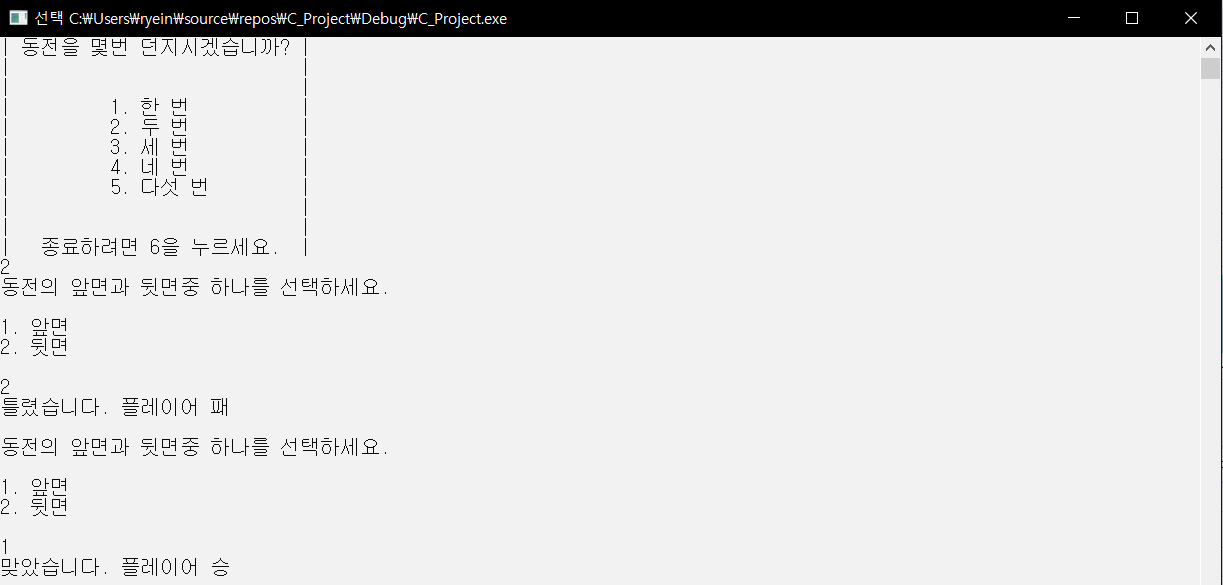 선택 C:₩Users₩ryein₩source₩repos₩C_Project₩Debug₩C_Project.exe
| 동전을 몇번 던지시겠습니까? |
| |
| |
| 1. 한 번 |
| 2. 두 번 |
| 3. 세 번 |
| 4. 네 번 |
| 5. 다섯 번 |
| |
| |
| 종료하려면 6을 누르세요. |
2
동전의 앞면과 뒷면중 하나를 선택하세요.
1. 앞면
2. 뒷면
2
틀렸습니다. 플레이어 패
동전의 앞면과 뒷면중 하나를 선택하세요.
1. 앞면
2. 뒷면
1
맞았습니다. 플레이어 승